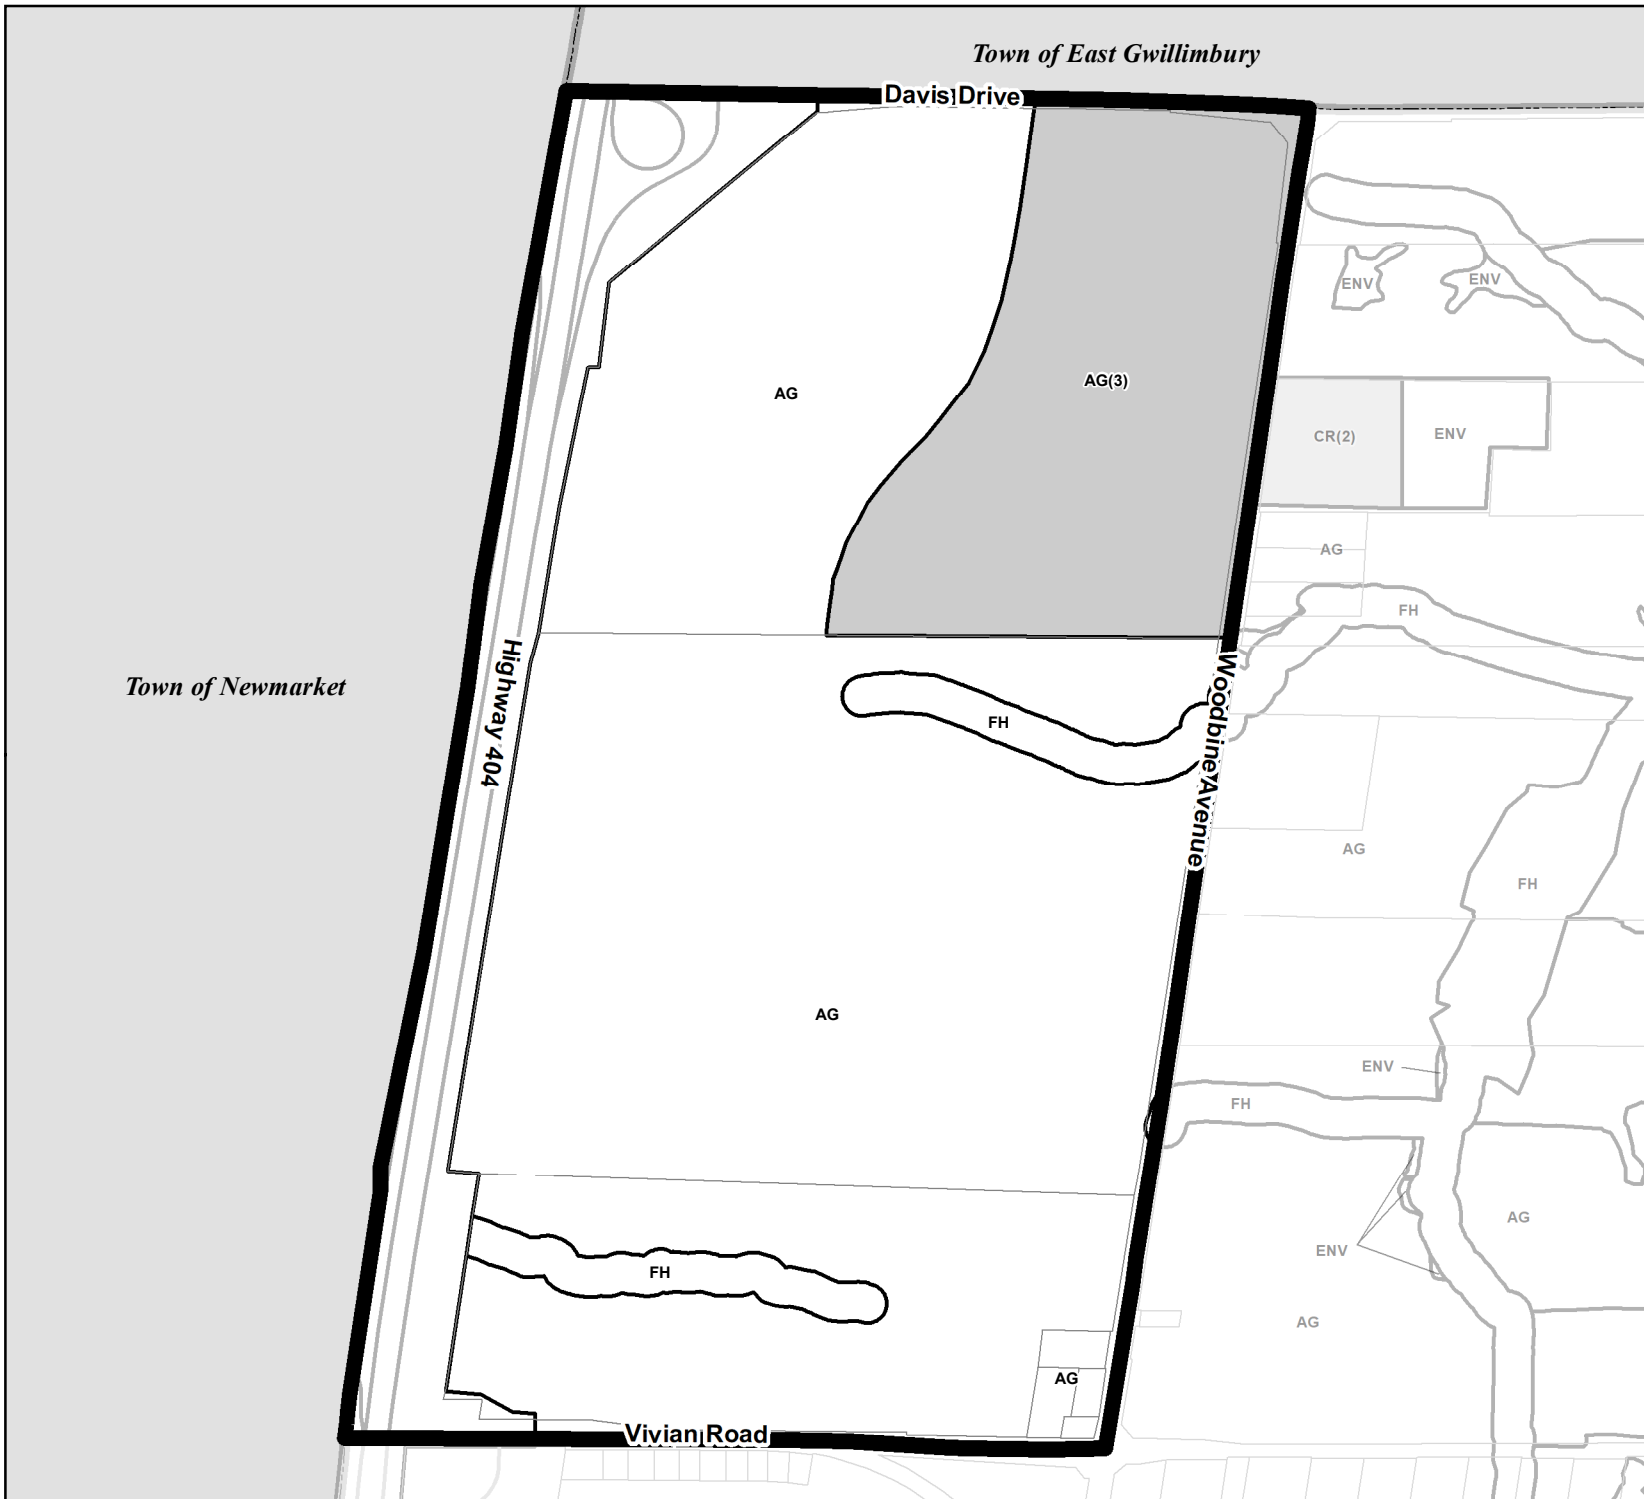 Town of East Gwillimbury
Davis Drive
ENV
ENV
AG
AG(3)
CR(2)
ENV
AG
FH
Town of Newmarket
Highway 404
Woodbine Avenue
FH
AG
FH
AG
ENV
FH
AG
ENV
FH
AG
AG
Vivian Road